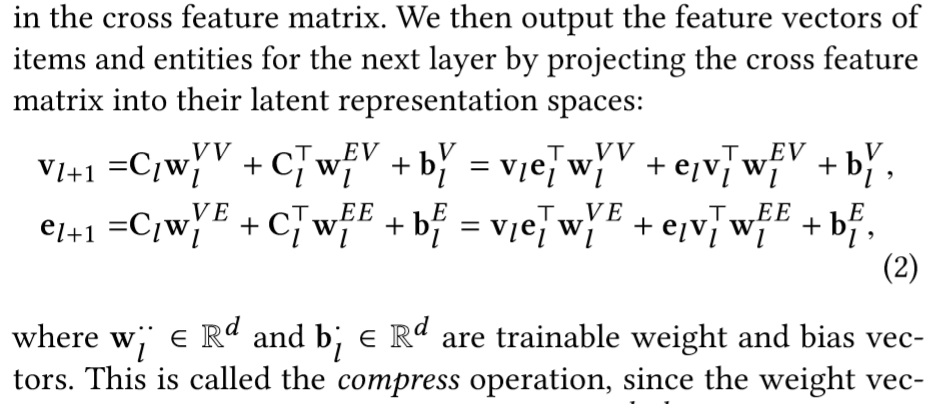 in the cross feature matrix. We then output the feature vectors of
items and entities for the next layer by projecting the cross feature
matrix into their latent representation spaces:
v_{l+1} =C_l w_l^{VV} + C_l^⊤ w_l^{EV} + b_l^V = v_l e_l^⊤ w_l^{VV} + e_l v_l^⊤ w_l^{EV} + b_l^V,
e_{l+1} =C_l w_l^{VE} + C_l^⊤ w_l^{EE} + b_l^E = v_l e_l^⊤ w_l^{VE} + e_l v_l^⊤ w_l^{EE} + b_l^E,
(2)
where w_l^{··} ∈ ℝ^d and b_l^· ∈ ℝ^d are trainable weight and bias vec-
tors. This is called the compress operation, since the weight vec-